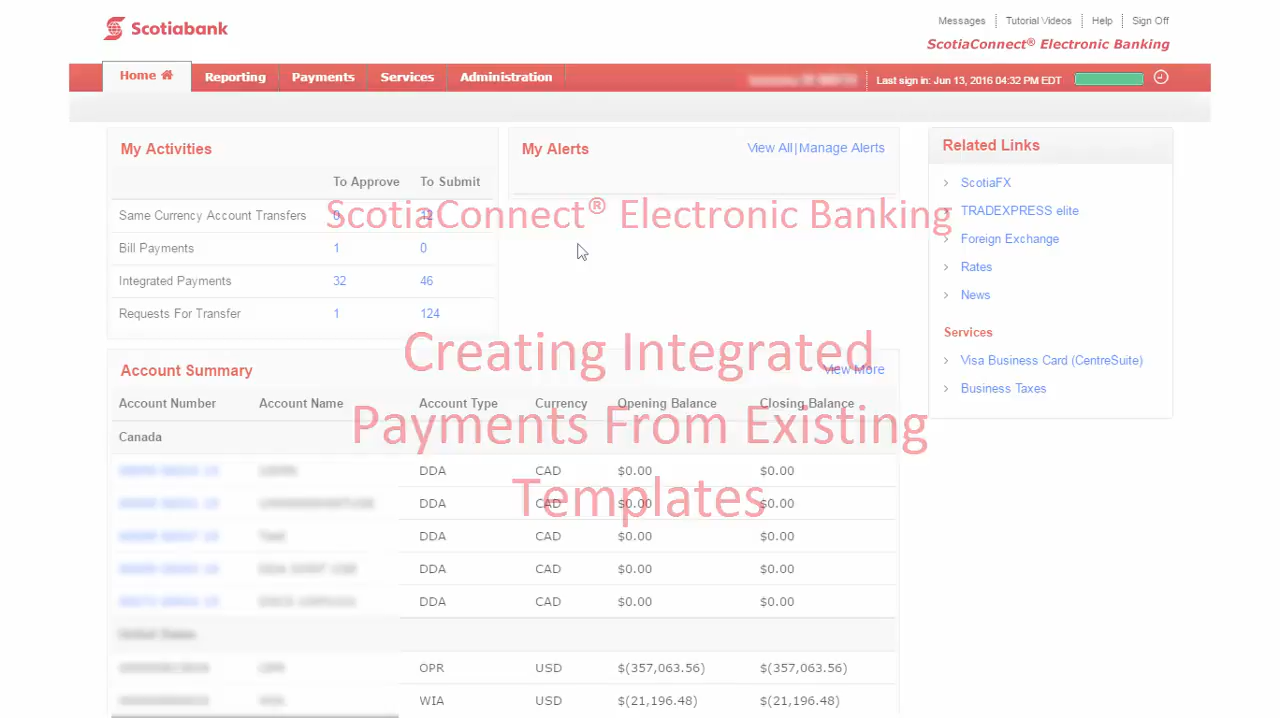 Scotiabank
Messages Tutorial Videos Help Sign Off
ScotiaConnect® Electronic Banking
Home Reporting Payments Services Administration Last sign in: Jun 13, 2016 04:32 PM EDT
My Activities
To Approve To Submit
Same Currency Account Transfers 0 12
Bill Payments 1 0
Integrated Payments 32 46
Requests For Transfer 1 124
My Alerts View All|Manage Alerts
Related Links
ScotiaFX
TRADEXPRESS elite
Foreign Exchange
Rates
News
Services
Visa Business Card (CentreSuite)
Business Taxes
ScotiaConnect® Electronic Banking
Creating Integrated
Payments From Existing
Templates
Account Summary View More
Account Number Account Name Account Type Currency Opening Balance Closing Balance
Canada
DDA CAD $0.00 $0.00
DDA CAD $0.00 $0.00
DDA CAD $0.00 $0.00
DDA CAD $0.00 $0.00
DDA CAD $0.00 $0.00
OPR USD $(357,063.56) $(357,063.56)
WIA USD $(21,196.48) $(21,196.48)